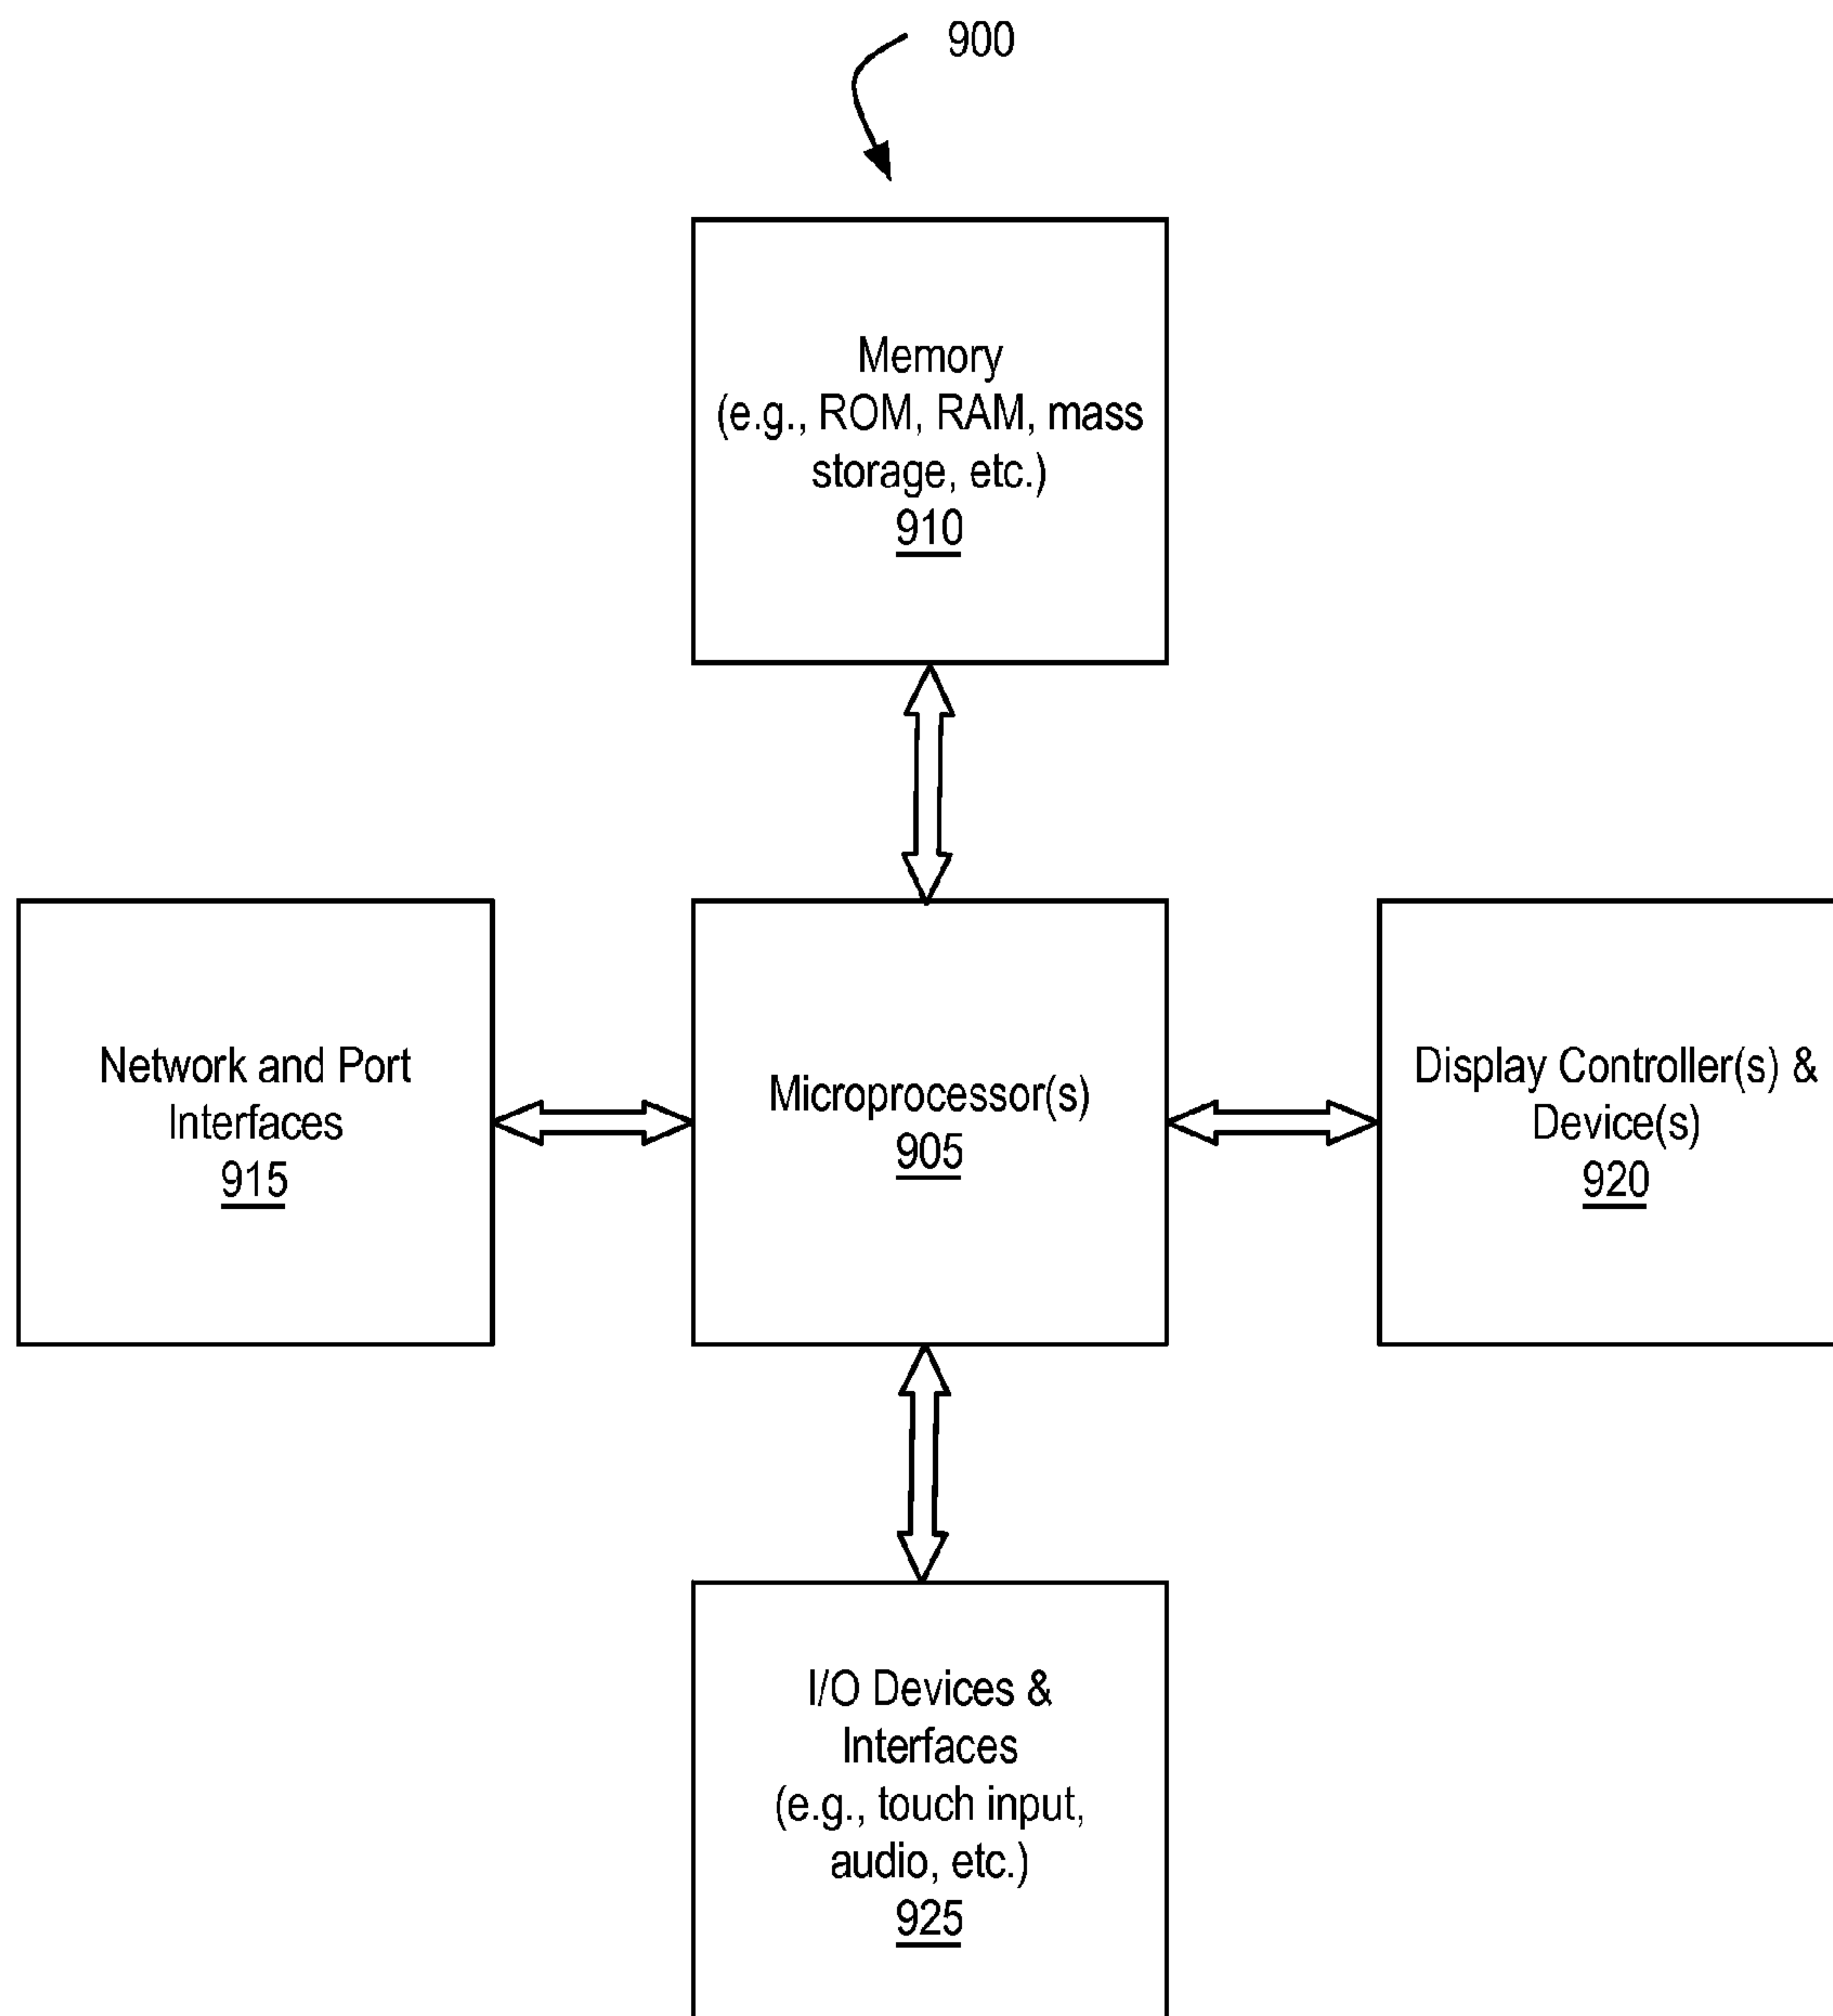 900
Memory
(e.g., ROM, RAM, mass
storage, etc.)
910
Network and Port
Interfaces
915
Microprocessor(s)
905
Display Controller(s) &
Device(s)
920
I/O Devices &
Interfaces
(e.g., touch input,
audio, etc.)
925